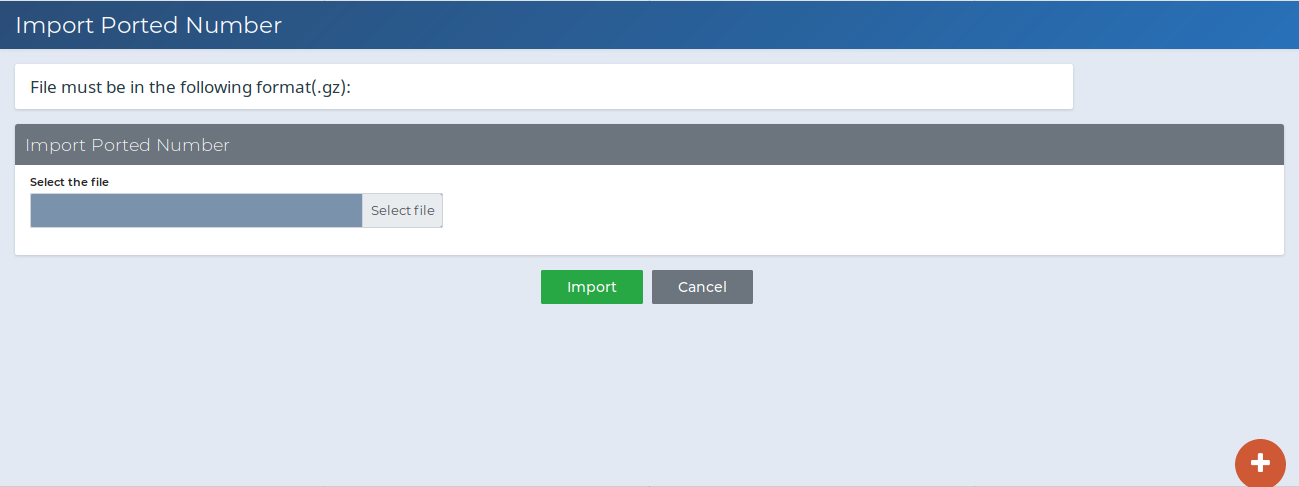 Import Ported Number
File must be in the following format(.gz):
Import Ported Number
Select the file
Select file
Import
Cancel